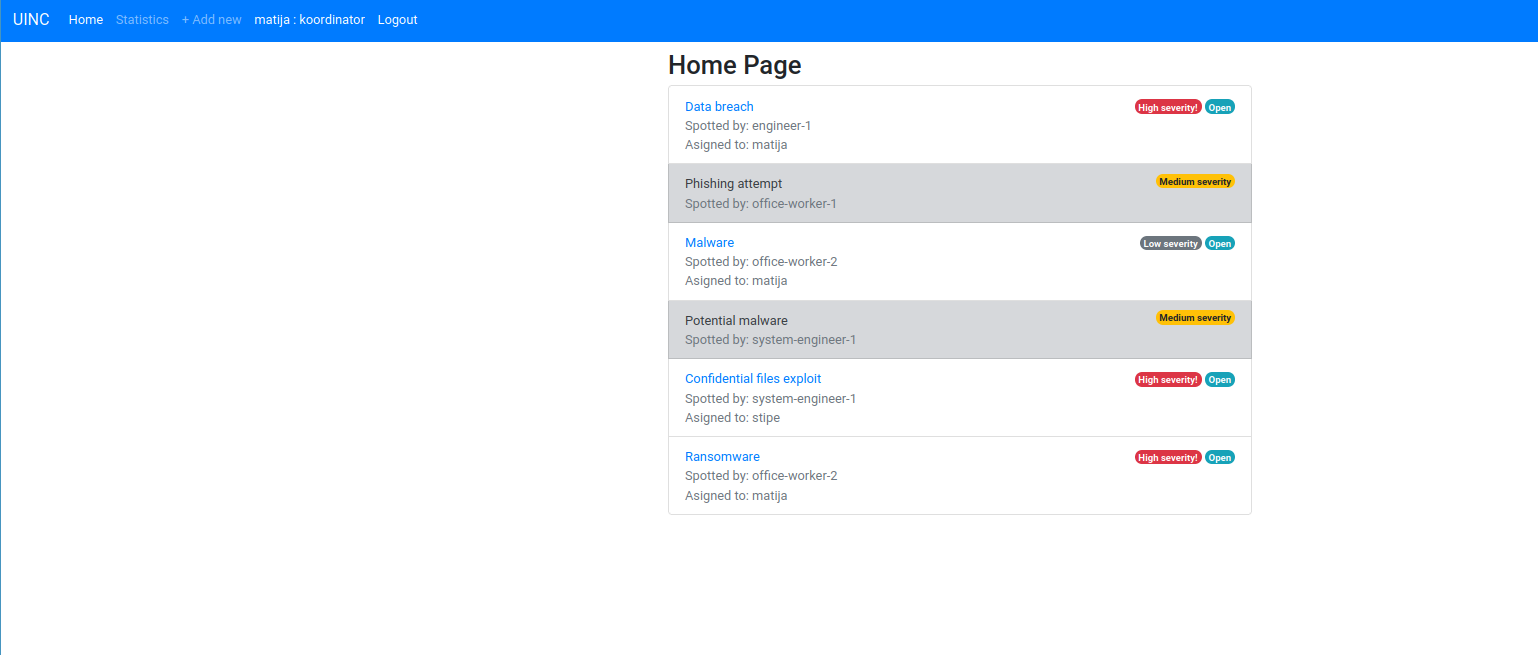 UINC Home Statistics + Add new matija : koordinator Logout
Home Page
Data breach High severity! Open
Spotted by: engineer-1
Asigned to: matija
Phishing attempt Medium severity
Spotted by: office-worker-1
Malware Low severity Open
Spotted by: office-worker-2
Asigned to: matija
Potential malware Medium severity
Spotted by: system-engineer-1
Confidential files exploit High severity! Open
Spotted by: system-engineer-1
Asigned to: stipe
Ransomware High severity! Open
Spotted by: office-worker-2
Asigned to: matija